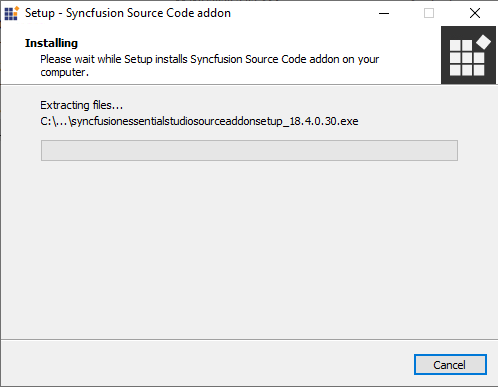 Setup - Syncfusion Source Code addon
Installing
Please wait while Setup installs Syncfusion Source Code addon on your
computer.
Extracting files...
C:\...\syncfusionessentialstudiosourceaddonsetup_18.4.0.30.exe
Cancel